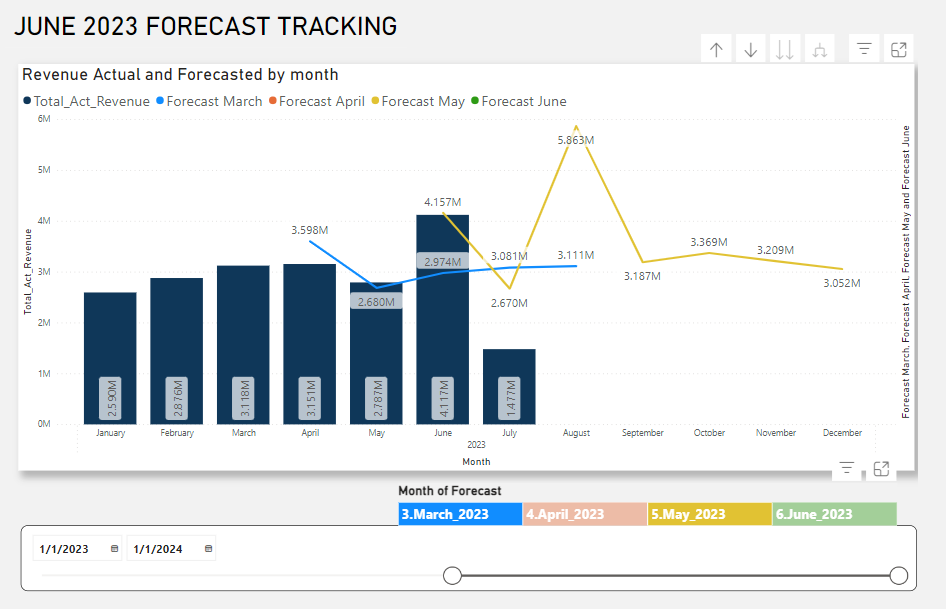 JUNE 2023 FORECAST TRACKING
Revenue Actual and Forecasted by month
Total_Act_Revenue Forecast March Forecast April Forecast May Forecast June
6M
5M
4M
3M
2M
1M
0M
Total_Act_Revenue
Forecast March, Forecast April, Forecast May and Forecast June
5.863M
4.157M
3.598M
3.369M
3.209M
3.081M
3.111M
2.974M
3.187M
3.052M
2.680M
2.670M
2.590M
2.876M
3.118M
3.151M
2.787M
4.117M
1.477M
January February March April May June July August September October November December
2023
Month
Month of Forecast
3.March_2023 4.April_2023 5.May_2023 6.June_2023
1/1/2023 1/1/2024